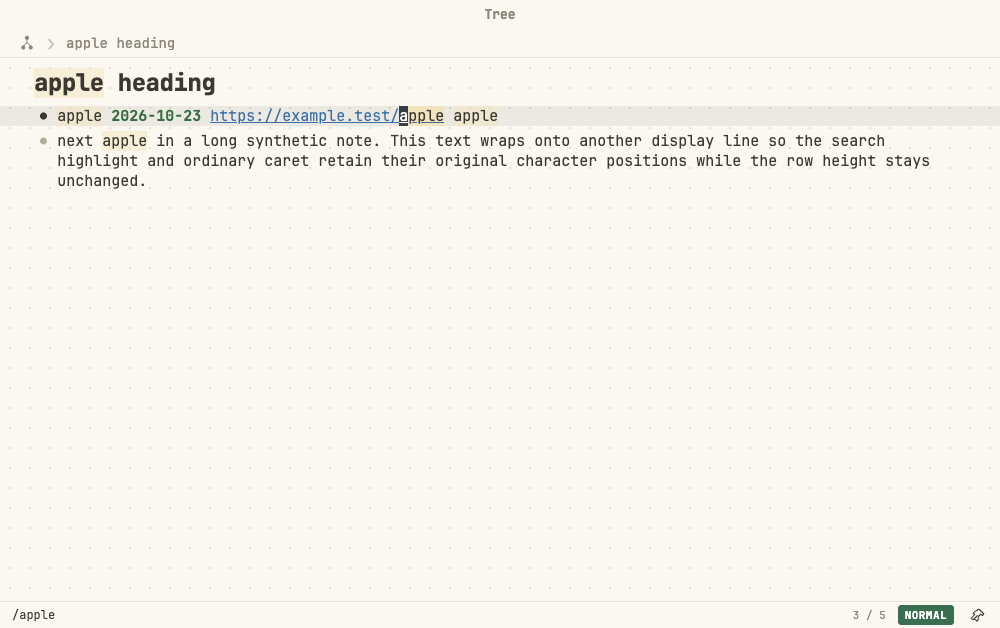 Tree
apple heading
apple heading
apple 2026-10-23 https://example.test/apple apple
next apple in a long synthetic note. This text wraps onto another display line so the search
highlight and ordinary caret retain their original character positions while the row height stays
unchanged.
/apple 3 / 5 NORMAL